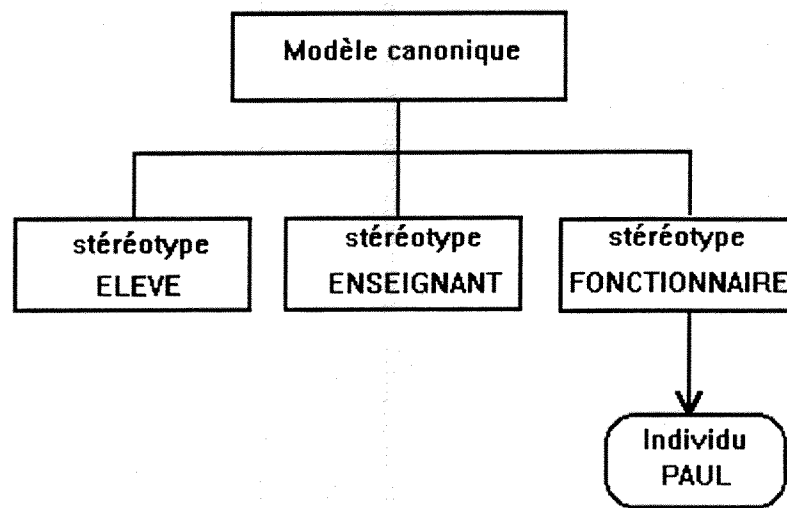 Modèle canonique
stéréotype
ELEVE
stéréotype
ENSEIGNANT
stéréotype
FONCTIONNAIRE
Individu
PAUL